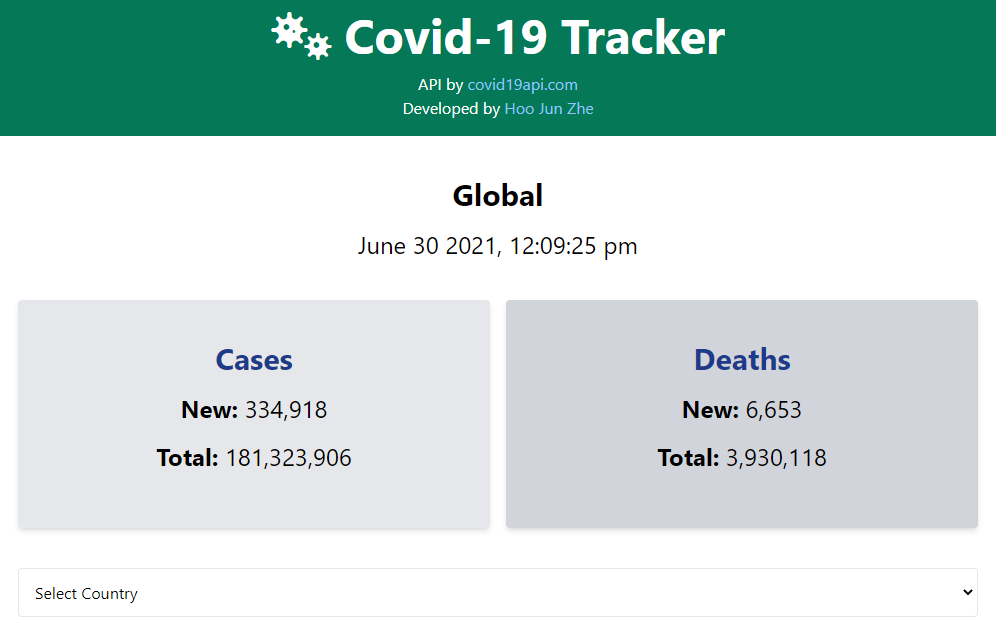 Covid-19 Tracker
API by covid19api.com
Developed by Hoo Jun Zhe
Global
June 30 2021, 12:09:25 pm
Cases
New: 334,918
Total: 181,323,906
Deaths
New: 6,653
Total: 3,930,118
Select Country